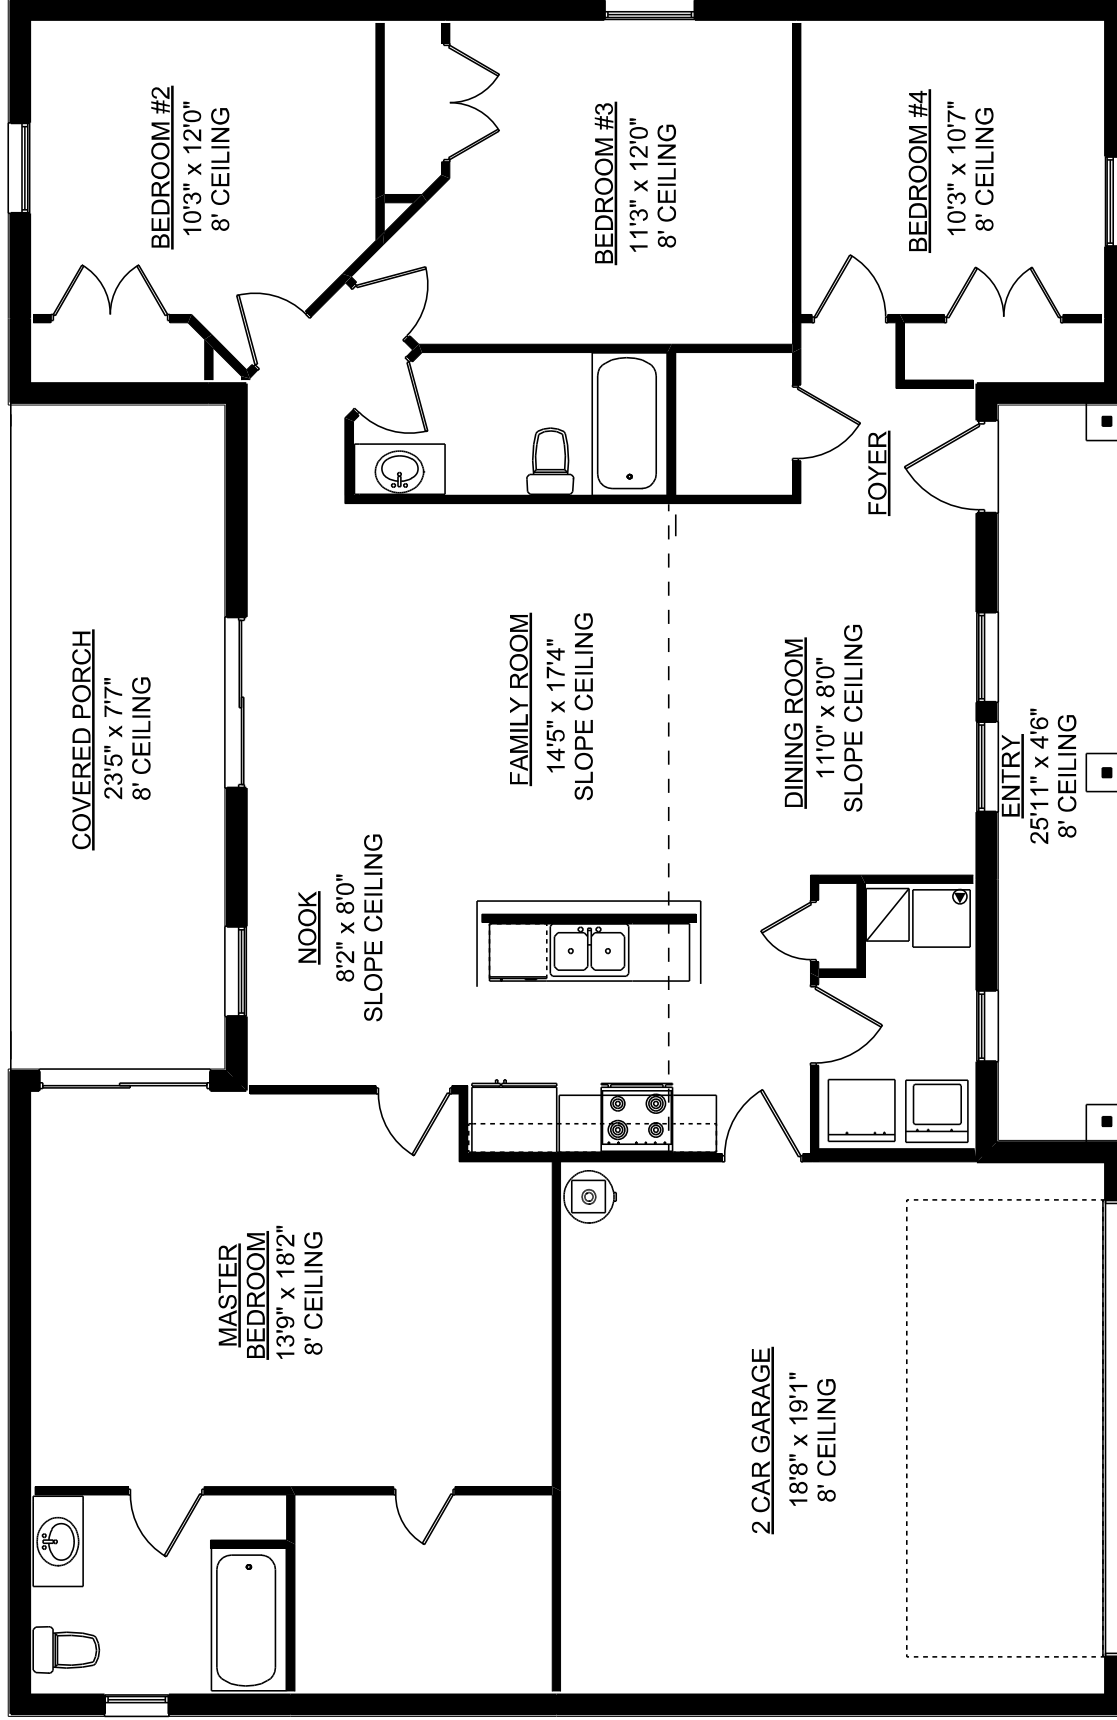 BEDROOM #2
10'3" x 12'0"
8' CEILING
BEDROOM #3
11'3" x 12'0"
8' CEILING
BEDROOM #4
10'3" x 10'7"
8' CEILING
FOYER
COVERED PORCH
23'5" x 7'7"
8' CEILING
FAMILY ROOM
14'5" x 17'4"
SLOPE CEILING
DINING ROOM
11'0" x 8'0"
SLOPE CEILING
ENTRY
25'11" x 4'6"
8' CEILING
NOOK
8'2" x 8'0"
SLOPE CEILING
MASTER
BEDROOM
13'9" x 18'2"
8' CEILING
2 CAR GARAGE
18'8" x 19'1"
8' CEILING